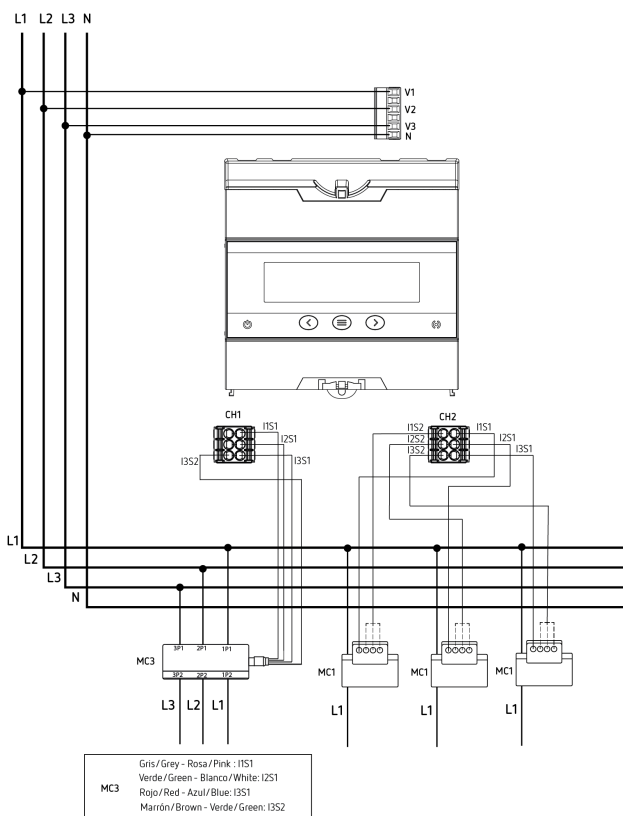 L1 L2 L3 N
V1
V2
V3
N
CH1
I1S1
I2S1
I3S2
I3S1
CH2
I1S2
I1S1
I2S2
I2S1
I3S2
I3S1
L1
L2
L3
N
3P1 2P1 1P1
MC3
3P2 2P2 1P2
L3 L2 L1
MC1
L1
MC1
L1
MC1
L1
MC3
Gris/Grey - Rosa/Pink : I1S1
Verde/Green - Blanco/White: I2S1
Rojo/Red - Azul/Blue: I3S1
Marrón/Brown - Verde/Green: I3S2